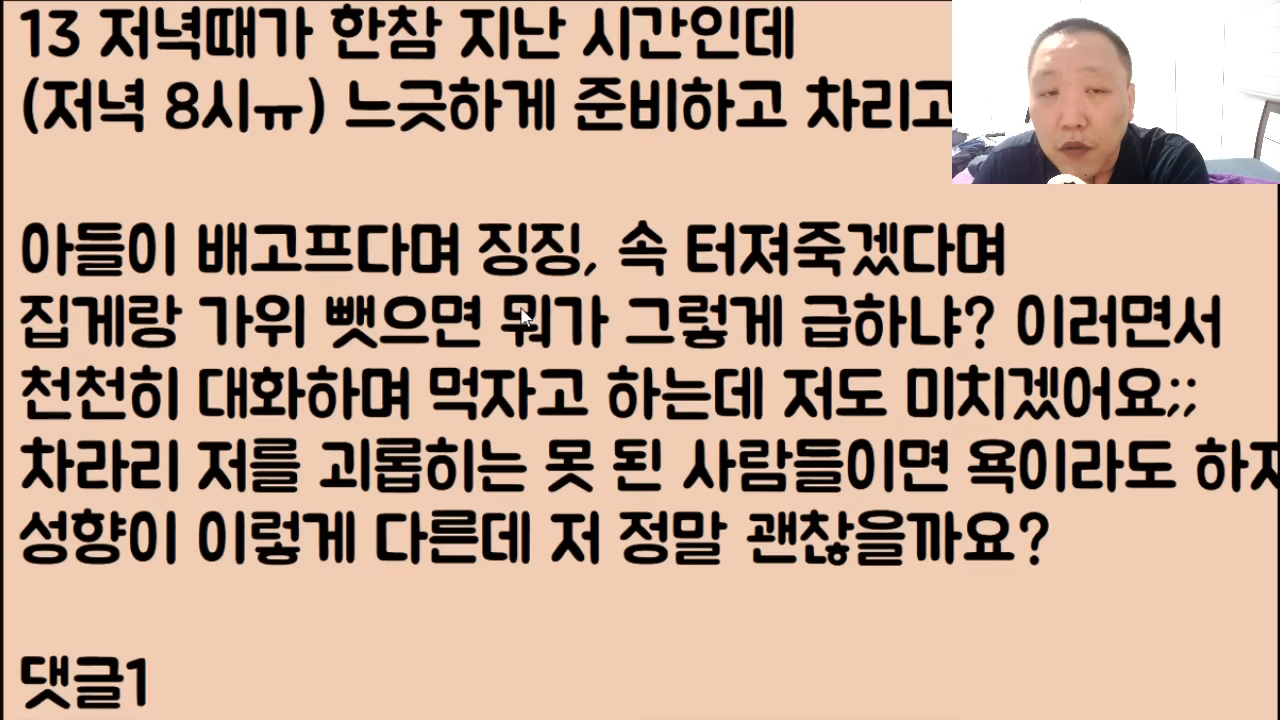 13 저녁때가 한참 지난 시간인데
(저녁 8시ㅠ) 느긋하게 준비하고 차리고
아들이 배고프다며 징징, 속 터져죽겠다며
집게랑 가위 뺏으면 뭐가 그렇게 급하냐? 이러면서
천천히 대화하며 먹자고 하는데 저도 미치겠어요;;
차라리 저를 괴롭히는 못 된 사람들이면 욕이라도 하지
성향이 이렇게 다른데 저 정말 괜찮을까요?
댓글1